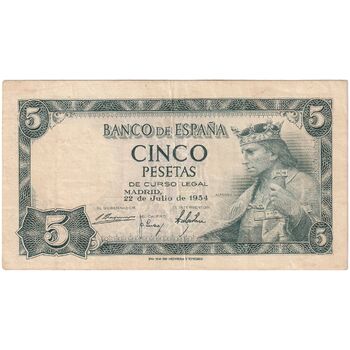 5
5
BANCO DE ESPAÑA
CINCO
PESETAS
DE CURSO LEGAL
MADRID,
22 de Julio de 1954
EL GOBERNADOR
EL INTERVENTOR
EL CAJERO
5
5